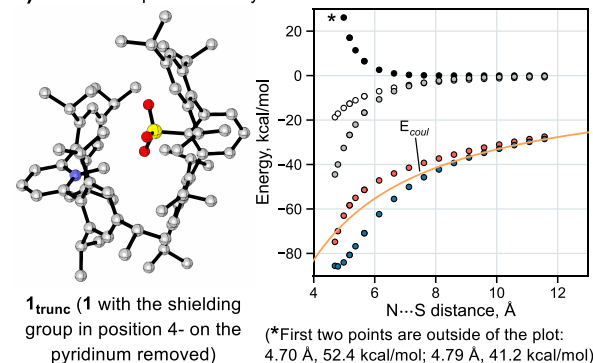 *
20
0
−20
−40
−60
−80
Energy, kcal/mol
E_coul
4 6 8 10 12
N···S distance, Å
1trunc (1 with the shielding
group in position 4- on the
pyridinum removed)
(*First two points are outside of the plot:
4.70 Å, 52.4 kcal/mol; 4.79 Å, 41.2 kcal/mol)